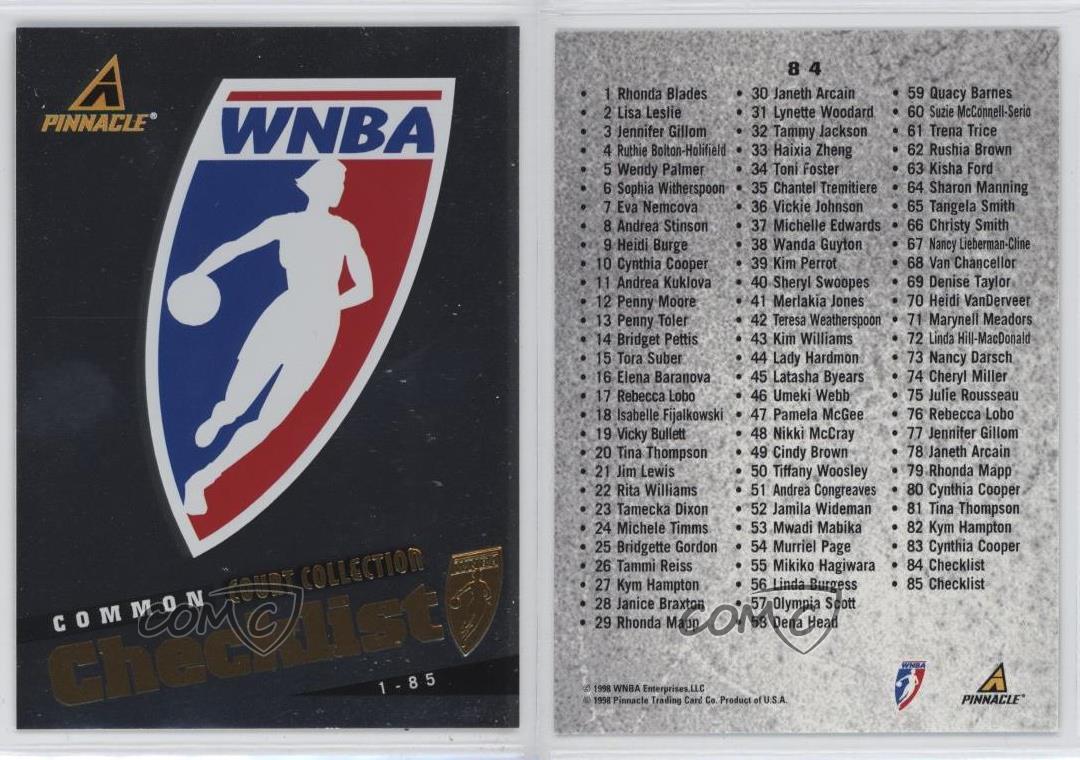 PINNACLE®
WNBA
COURT COLLECTION
COMMON
Checklist
1-85
COMC
84
• 1 Rhonda Blades
• 2 Lisa Leslie
• 3 Jennifer Gillom
• 4 Ruthie Bolton-Holifield
• 5 Wendy Palmer
• 6 Sophia Witherspoon
• 7 Eva Nemcova
• 8 Andrea Stinson
• 9 Heidi Burge
• 10 Cynthia Cooper
• 11 Andrea Kuklova
• 12 Penny Moore
• 13 Penny Toler
• 14 Bridget Pettis
• 15 Tora Suber
• 16 Elena Baranova
• 17 Rebecca Lobo
• 18 Isabelle Fijalkowski
• 19 Vicky Bullett
• 20 Tina Thompson
• 21 Jim Lewis
• 22 Rita Williams
• 23 Tamecka Dixon
• 24 Michele Timms
• 25 Bridgette Gordon
• 26 Tammi Reiss
• 27 Kym Hampton
• 28 Janice Braxton
• 29 Rhonda Mapp
• 30 Janeth Arcain
• 31 Lynette Woodard
• 32 Tammy Jackson
• 33 Haixia Zheng
• 34 Toni Foster
• 35 Chantel Tremitiere
• 36 Vickie Johnson
• 37 Michelle Edwards
• 38 Wanda Guyton
• 39 Kim Perrot
• 40 Sheryl Swoopes
• 41 Merlakia Jones
• 42 Teresa Weatherspoon
• 43 Kim Williams
• 44 Lady Hardmon
• 45 Latasha Byears
• 46 Umeki Webb
• 47 Pamela McGee
• 48 Nikki McCray
• 49 Cindy Brown
• 50 Tiffany Woosley
• 51 Andrea Congreaves
• 52 Jamila Wideman
• 53 Mwadi Mabika
• 54 Murriel Page
• 55 Mikiko Hagiwara
• 56 Linda Burgess
• 57 Olympia Scott
• 58 Dena Head
• 59 Quacy Barnes
• 60 Suzie McConnell-Serio
• 61 Trena Trice
• 62 Rushia Brown
• 63 Kisha Ford
• 64 Sharon Manning
• 65 Tangela Smith
• 66 Christy Smith
• 67 Nancy Lieberman-Cline
• 68 Van Chancellor
• 69 Denise Taylor
• 70 Heidi VanDerveer
• 71 Marynell Meadors
• 72 Linda Hill-MacDonald
• 73 Nancy Darsch
• 74 Cheryl Miller
• 75 Julie Rousseau
• 76 Rebecca Lobo
• 77 Jennifer Gillom
• 78 Janeth Arcain
• 79 Rhonda Mapp
• 80 Cynthia Cooper
• 81 Tina Thompson
• 82 Kym Hampton
• 83 Cynthia Cooper
• 84 Checklist
• 85 Checklist
COMC
© 1998 WNBA Enterprises,LLC
© 1998 Pinnacle Trading Card Co. Product of U.S.A.
WNBA
PINNACLE®